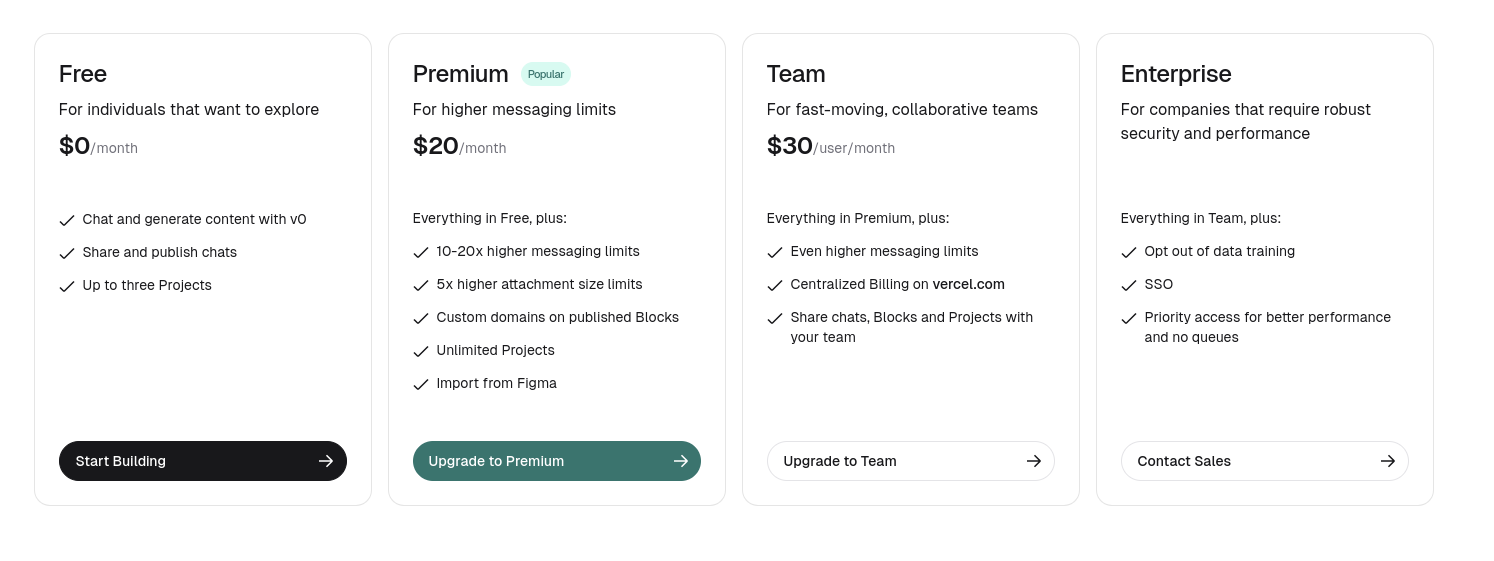 Free
For individuals that want to explore
$0/month
Chat and generate content with v0
Share and publish chats
Up to three Projects
Start Building
Premium Popular
For higher messaging limits
$20/month
Everything in Free, plus:
10-20x higher messaging limits
5x higher attachment size limits
Custom domains on published Blocks
Unlimited Projects
Import from Figma
Upgrade to Premium
Team
For fast-moving, collaborative teams
$30/user/month
Everything in Premium, plus:
Even higher messaging limits
Centralized Billing on vercel.com
Share chats, Blocks and Projects with
your team
Upgrade to Team
Enterprise
For companies that require robust
security and performance
Everything in Team, plus:
Opt out of data training
SSO
Priority access for better performance
and no queues
Contact Sales